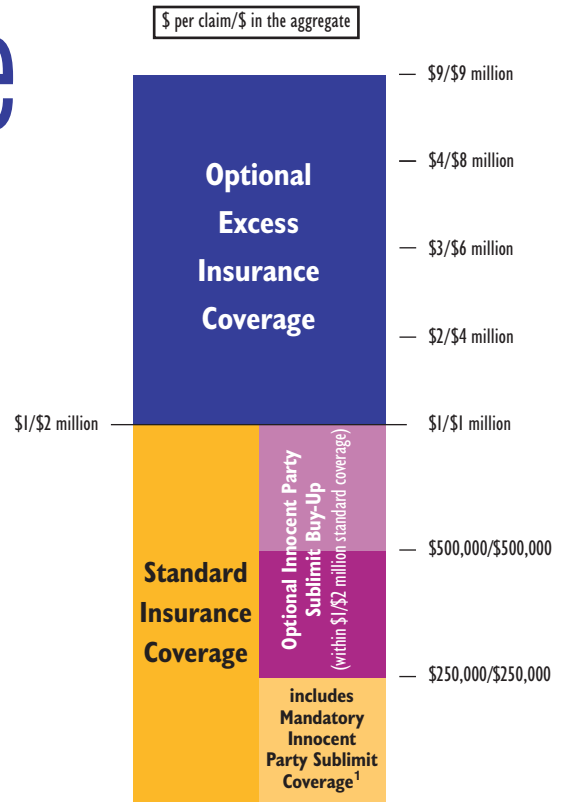 e
$ per claim/$ in the aggregate
$9/$9 million
Optional
Excess
Insurance
Coverage
$4/$8 million
$3/$6 million
$2/$4 million
$1/$2 million
$1/$1 million
Optional Innocent Party
Sublimit Buy-Up
(within $1/$2 million standard coverage)
$500,000/$500,000
Standard
Insurance
Coverage
$250,000/$250,000
includes
Mandatory
Innocent
Party Sublimit
Coverage1